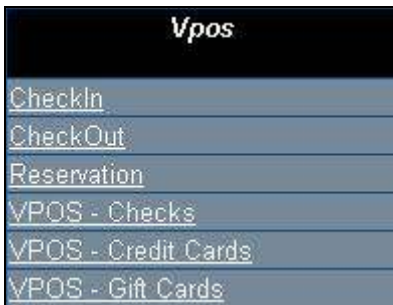 Vpos
CheckIn
CheckOut
Reservation
VPOS - Checks
VPOS - Credit Cards
VPOS - Gift Cards